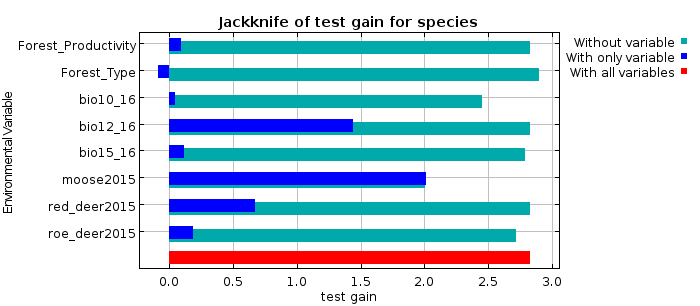 Jackknife of test gain for species
Without variable
With only variable
With all variables
Environmental Variable
Forest_Productivity
Forest_Type
bio10_16
bio12_16
bio15_16
moose2015
red_deer2015
roe_deer2015
0.0 0.5 1.0 1.5 2.0 2.5 3.0
test gain